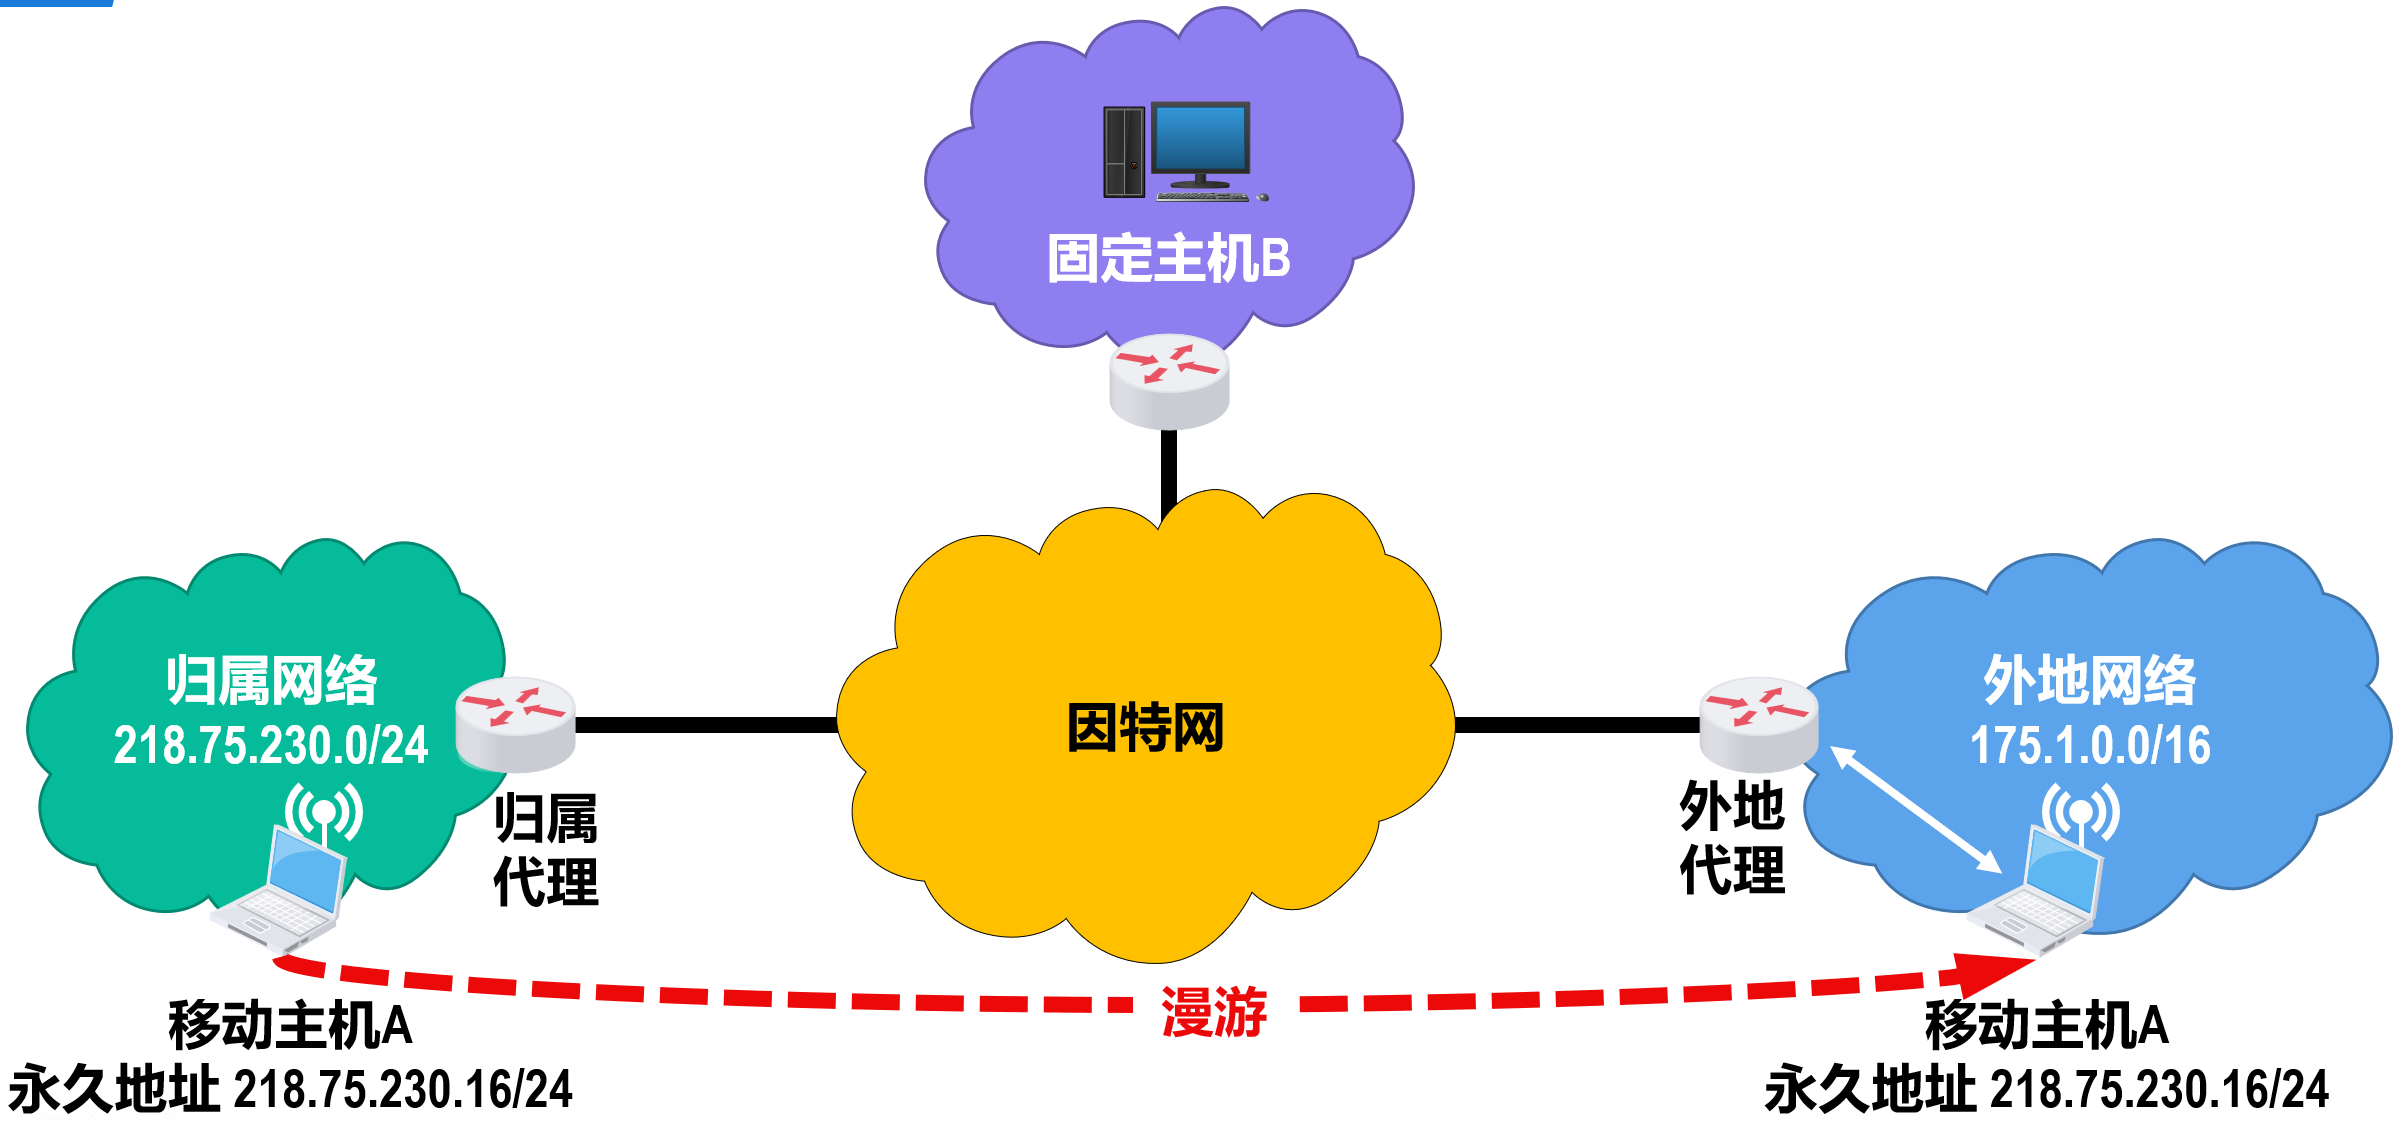 固定主机B
归属网络
218.75.230.0/24
归属
代理
因特网
外地网络
175.1.0.0/16
外地
代理
漫游
移动主机A
永久地址 218.75.230.16/24
移动主机A
永久地址 218.75.230.16/24